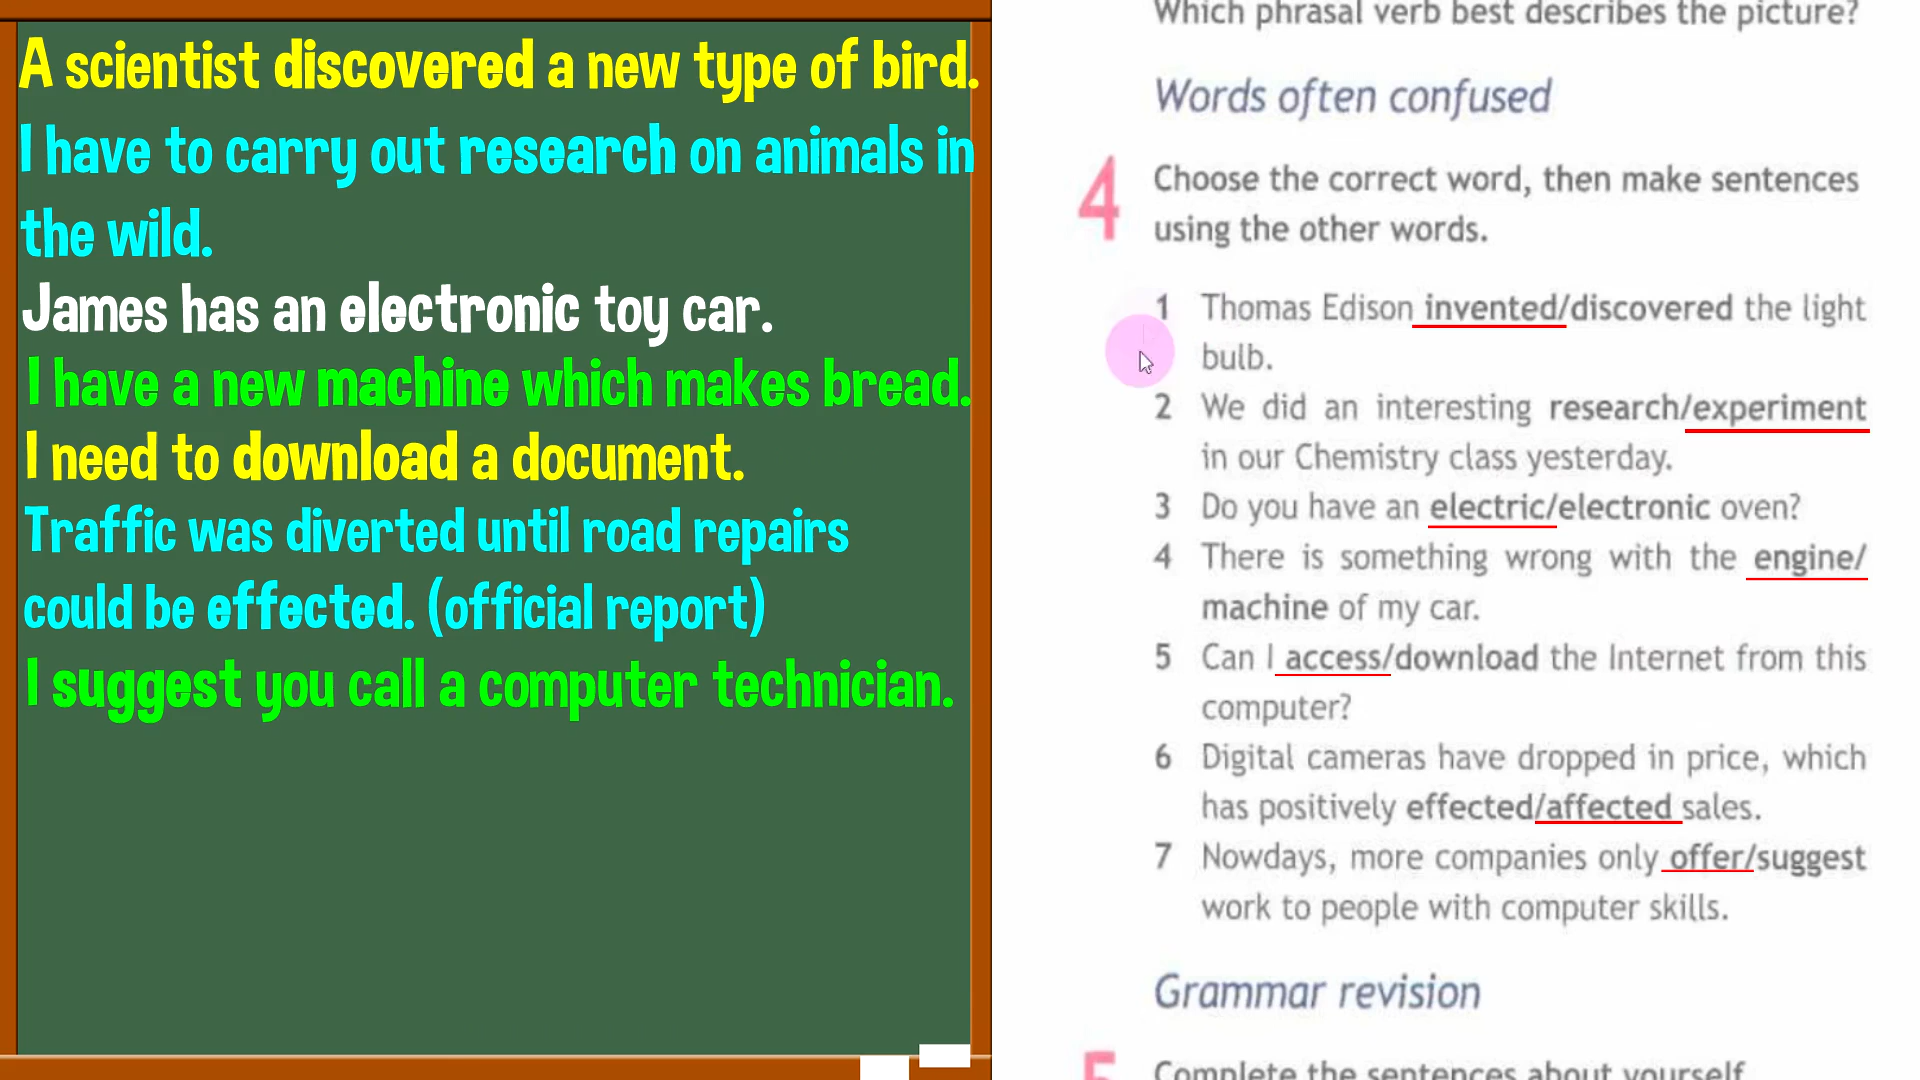 A scientist discovered a new type of bird.
I have to carry out research on animals in
the wild.
James has an electronic toy car.
I have a new machine which makes bread.
I need to download a document.
Traffic was diverted until road repairs
could be effected. (official report)
I suggest you call a computer technician.
Which phrasal verb best describes the picture?
Words often confused
4 Choose the correct word, then make sentences
using the other words.
1 Thomas Edison invented/discovered the light
bulb.
2 We did an interesting research/experiment
in our Chemistry class yesterday.
3 Do you have an electric/electronic oven?
4 There is something wrong with the engine/
machine of my car.
5 Can I access/download the Internet from this
computer?
6 Digital cameras have dropped in price, which
has positively effected/affected sales.
7 Nowdays, more companies only offer/suggest
work to people with computer skills.
Grammar revision
5 Complete the sentences about yourself